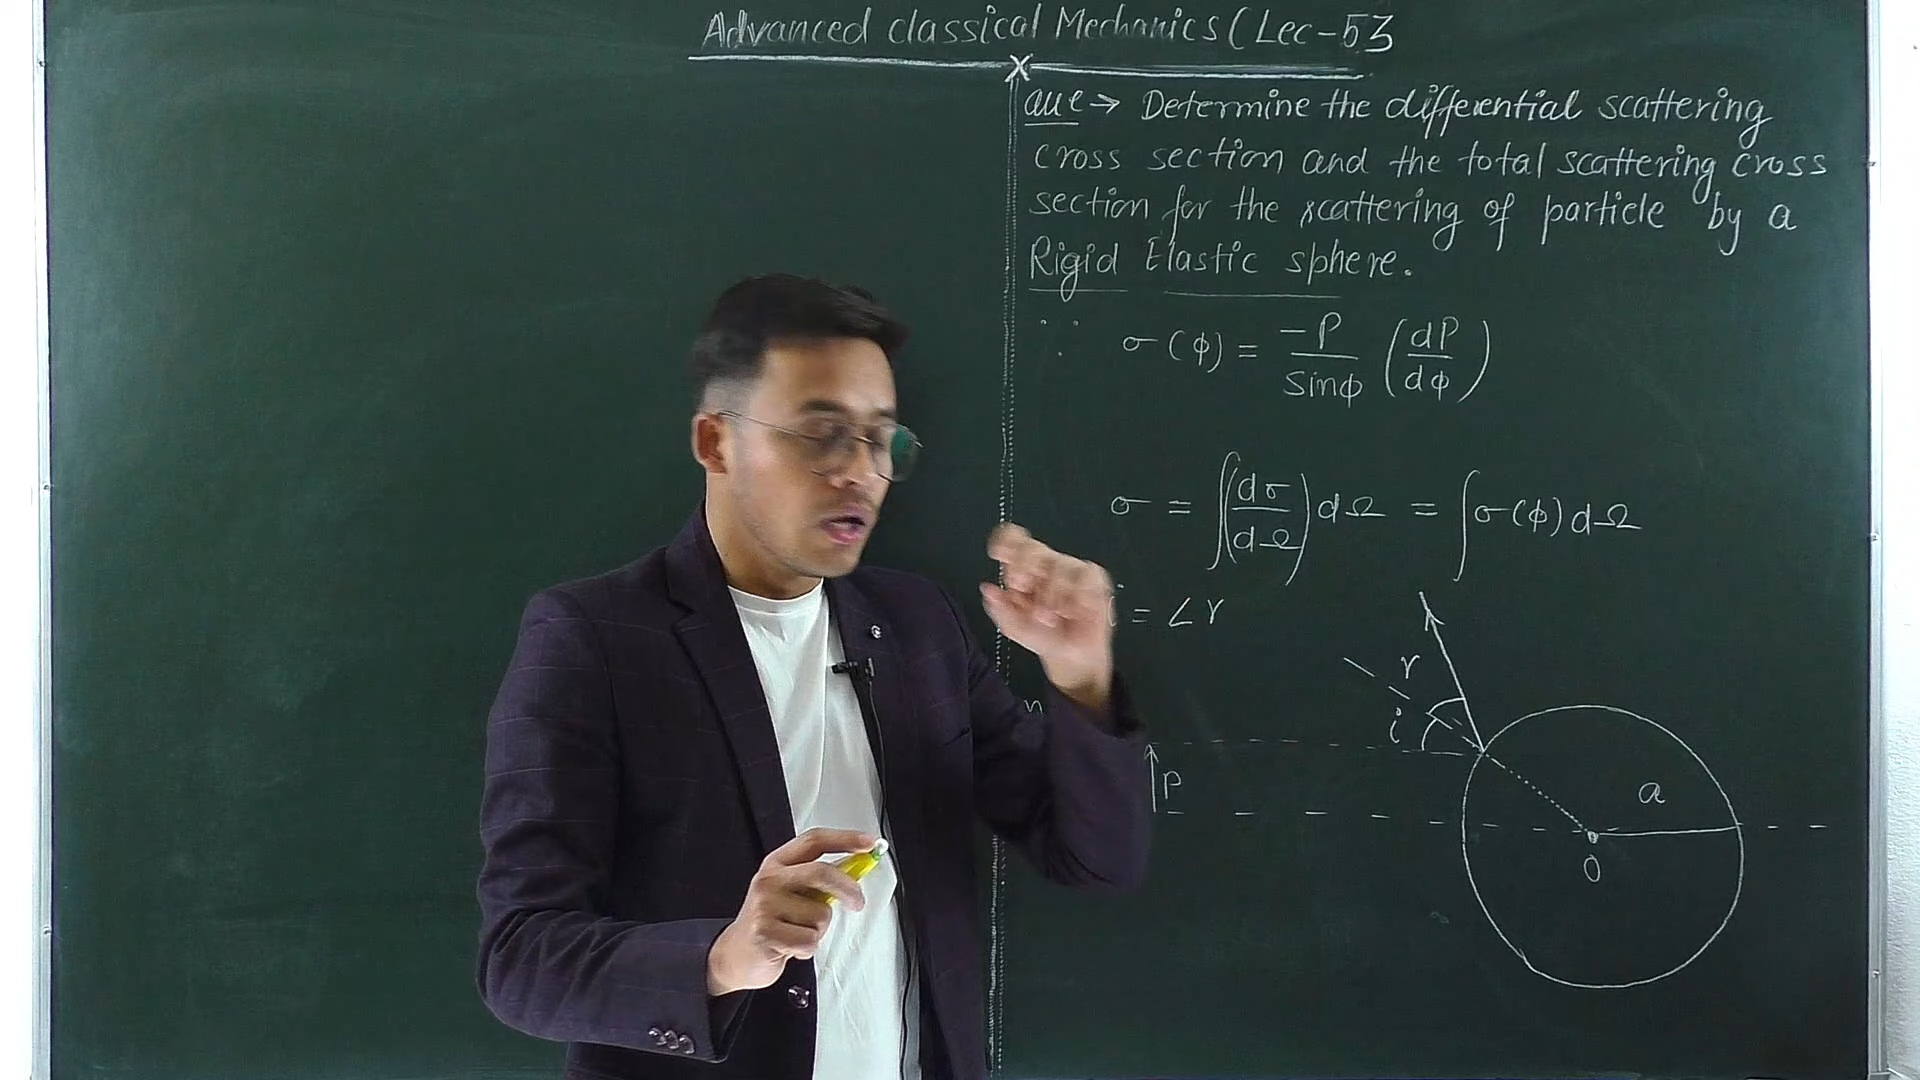 Advanced classical Mechanics (Lec-53
Que → Determine the differential scattering
cross section and the total scattering cross
section for the scattering of particle by a
Rigid Elastic sphere.
∵ σ(ϕ) = -P/sinϕ (dP/dϕ)
σ = ∫(dσ/dΩ) dΩ = ∫σ(ϕ) dΩ
i = ∠r
n
r
i
P
a
O